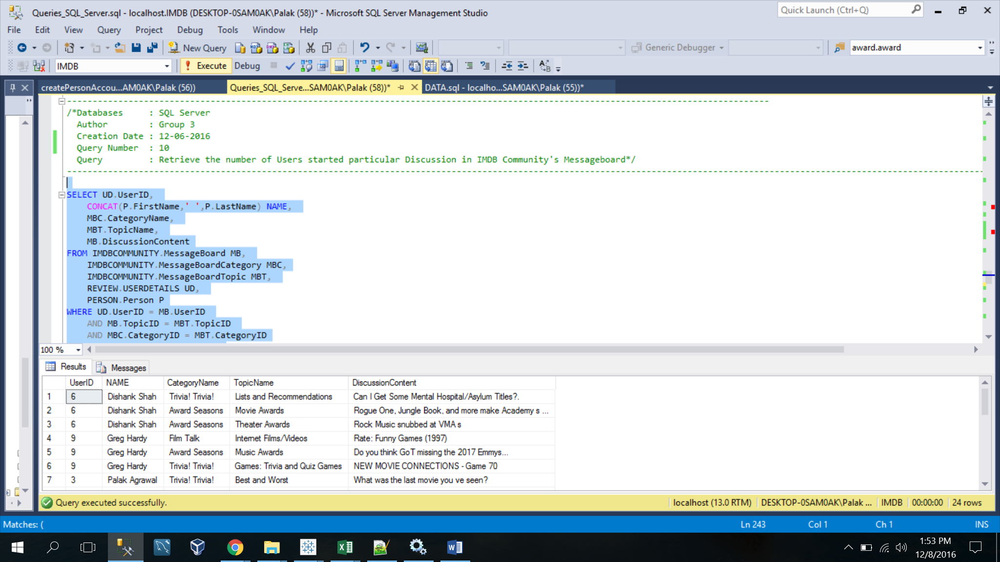 Queries_SQL_Server.sql - localhost.IMDB (DESKTOP-0SAM0AK\Palak (58))* - Microsoft SQL Server Management Studio
Quick Launch (Ctrl+Q)
File Edit View Query Project Debug Tools Window Help
New Query Generic Debugger award.award
IMDB Execute Debug
createPersonAccou...AM0AK\Palak (56)) Queries_SQL_Serve...SAM0AK\Palak (58))* DATA.sql - localho...SAM0AK\Palak (55))*
/*Databases : SQL Server
Author : Group 3
Creation Date : 12-06-2016
Query Number : 10
Query : Retrieve the number of Users started particular Discussion in IMDB Community's Messageboard*/
SELECT UD.UserID,
CONCAT(P.FirstName,' ',P.LastName) NAME,
MBC.CategoryName,
MBT.TopicName,
MB.DiscussionContent
FROM IMDBCOMMUNITY.MessageBoard MB,
IMDBCOMMUNITY.MessageBoardCategory MBC,
IMDBCOMMUNITY.MessageBoardTopic MBT,
REVIEW.USERDETAILS UD,
PERSON.Person P
WHERE UD.UserID = MB.UserID
AND MB.TopicID = MBT.TopicID
AND MBC.CategoryID = MBT.CategoryID
100 %
Results Messages
UserID NAME CategoryName TopicName DiscussionContent
1 6 Dishank Shah Trivia! Trivia! Lists and Recommendations Can I Get Some Mental Hospital/Asylum Titles?.
2 6 Dishank Shah Award Seasons Movie Awards Rogue One, Jungle Book, and more make Academy s ...
3 6 Dishank Shah Award Seasons Theater Awards Rock Music snubbed at VMA s
4 9 Greg Hardy Film Talk Internet Films/Videos Rate: Funny Games (1997)
5 9 Greg Hardy Award Seasons Music Awards Do you think GoT missing the 2017 Emmys...
6 9 Greg Hardy Trivia! Trivia! Games: Trivia and Quiz Games NEW MOVIE CONNECTIONS - Game 70
7 3 Palak Agrawal Trivia! Trivia! Best and Worst What was the last movie you ve seen?
Query executed successfully. localhost (13.0 RTM) DESKTOP-0SAM0AK\Palak ... IMDB 00:00:00 24 rows
Matches: ( Ln 243 Col 1 Ch 1 INS
1:53 PM
12/8/2016